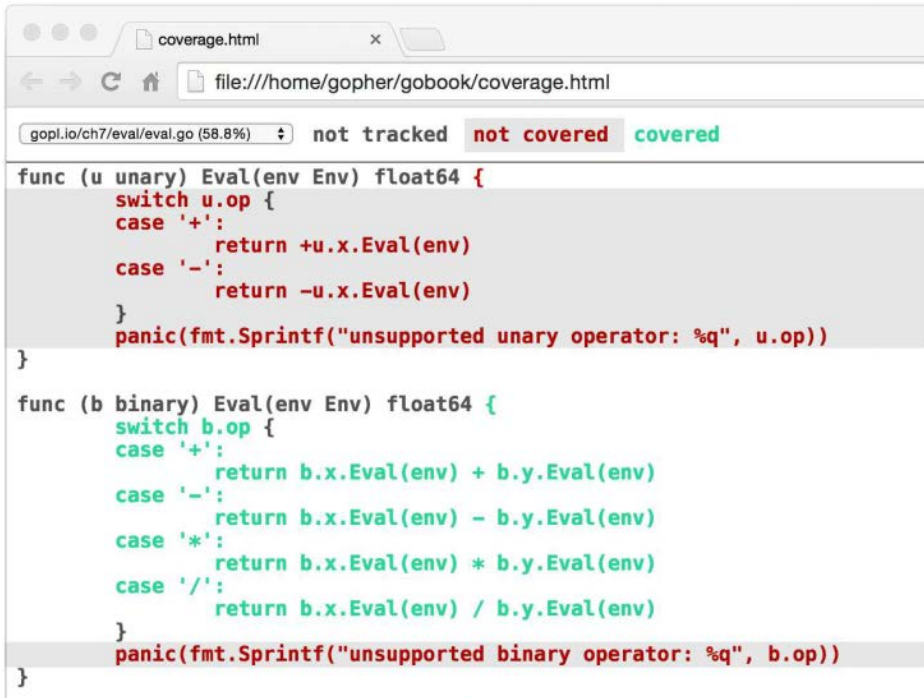 coverage.html
file:///home/gopher/gobook/coverage.html
gopl.io/ch7/eval/eval.go (58.8%) not tracked not covered covered
func (u unary) Eval(env Env) float64 {
        switch u.op {
        case '+':
                return +u.x.Eval(env)
        case '-':
                return -u.x.Eval(env)
        }
        panic(fmt.Sprintf("unsupported unary operator: %q", u.op))
}
func (b binary) Eval(env Env) float64 {
        switch b.op {
        case '+':
                return b.x.Eval(env) + b.y.Eval(env)
        case '-':
                return b.x.Eval(env) - b.y.Eval(env)
        case '*':
                return b.x.Eval(env) * b.y.Eval(env)
        case '/':
                return b.x.Eval(env) / b.y.Eval(env)
        }
        panic(fmt.Sprintf("unsupported binary operator: %q", b.op))
}